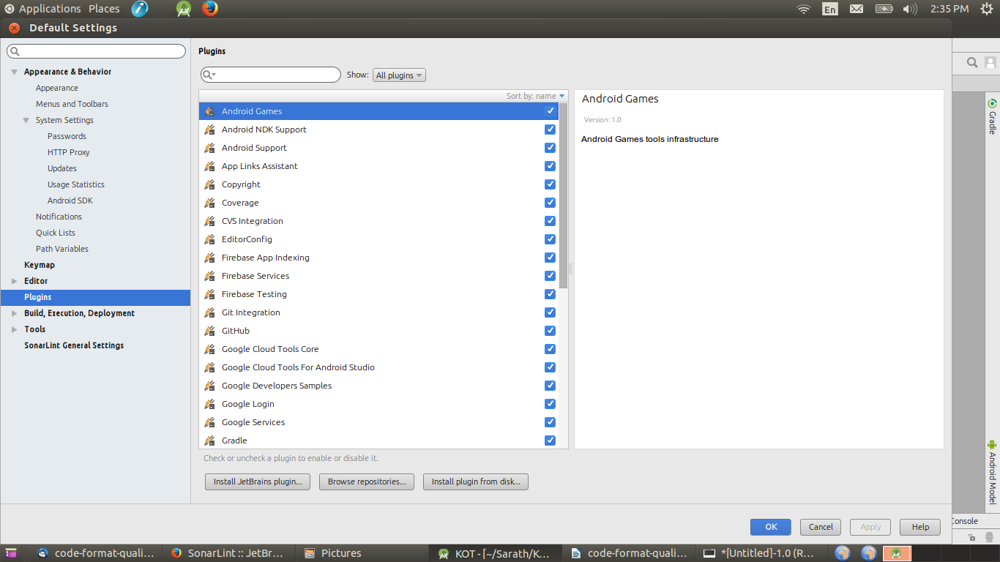 Applications Places
En
2:35 PM
Default Settings
Appearance & Behavior
Appearance
Menus and Toolbars
System Settings
Passwords
HTTP Proxy
Updates
Usage Statistics
Android SDK
Notifications
Quick Lists
Path Variables
Keymap
Editor
Plugins
Build, Execution, Deployment
Tools
SonarLint General Settings
Plugins
Show: All plugins
Sort by: name
Android Games
Android NDK Support
Android Support
App Links Assistant
Copyright
Coverage
CVS Integration
EditorConfig
Firebase App Indexing
Firebase Services
Firebase Testing
Git Integration
GitHub
Google Cloud Tools Core
Google Cloud Tools For Android Studio
Google Developers Samples
Google Login
Google Services
Gradle
Check or uncheck a plugin to enable or disable it.
Install JetBrains plugin... Browse repositories... Install plugin from disk...
Android Games
Version: 1.0
Android Games tools infrastructure
OK Cancel Apply Help
Gradle
Android Model
Console
code-format-quali... SonarLint :: JetBr... Pictures KOT - [~/Sarath/K... code-format-quali... *[Untitled]-1.0 (R...